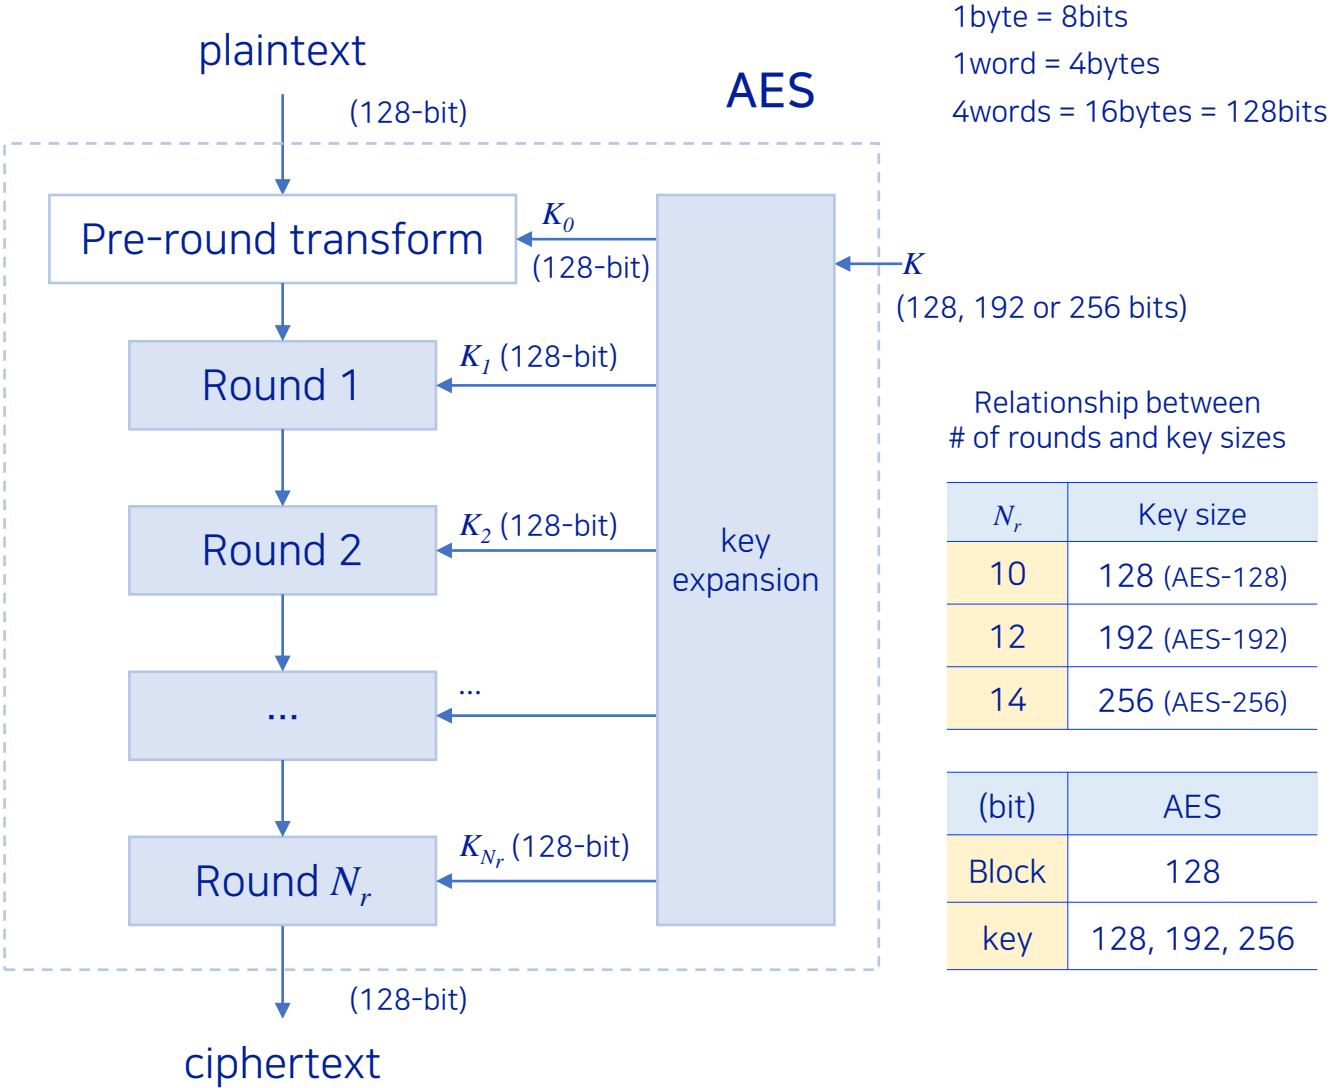 1byte = 8bits
1word = 4bytes
4words = 16bytes = 128bits
plaintext
(128-bit)
AES
Pre-round transform
K0
(128-bit)
K
(128, 192 or 256 bits)
Round 1
K1 (128-bit)
Round 2
K2 (128-bit)
key
expansion
...
...
Round Nr
KNr (128-bit)
(128-bit)
ciphertext
Relationship between
# of rounds and key sizes
Nr Key size
10 128 (AES-128)
12 192 (AES-192)
14 256 (AES-256)
(bit) AES
Block 128
key 128, 192, 256